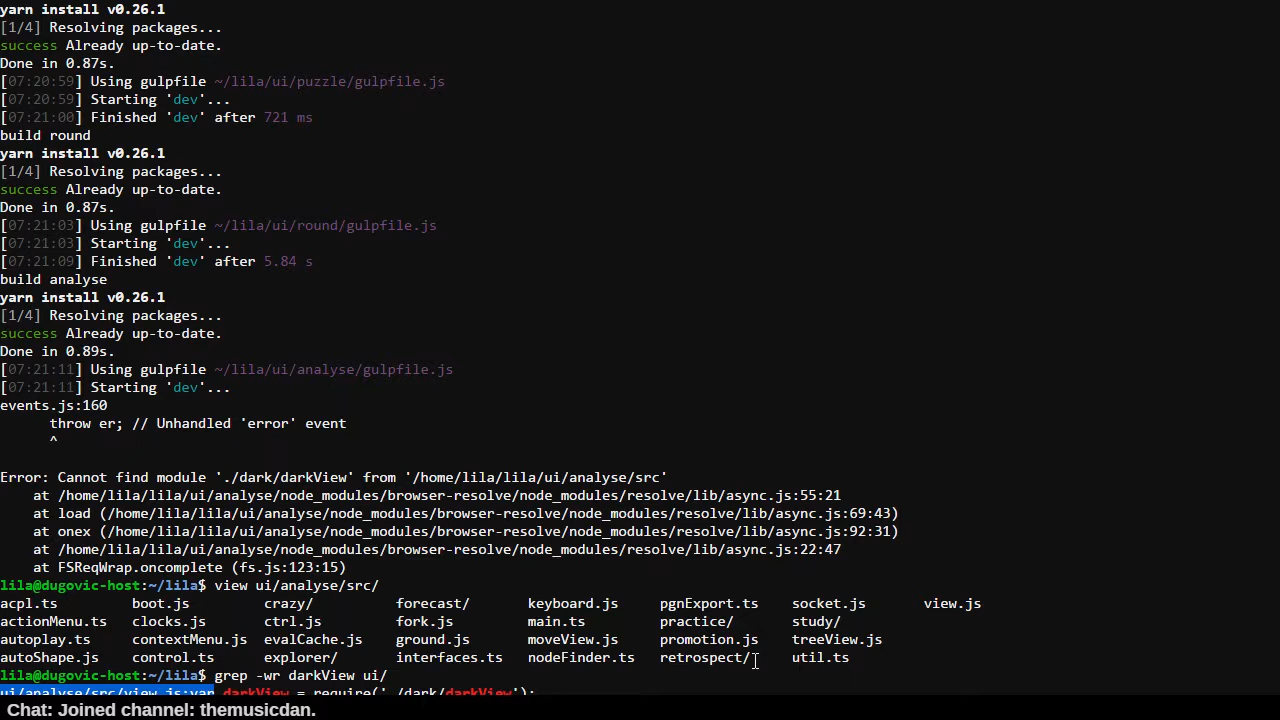 yarn install v0.26.1
[1/4] Resolving packages...
success Already up-to-date.
Done in 0.87s.
[07:20:59] Using gulpfile ~/lila/ui/puzzle/gulpfile.js
[07:20:59] Starting 'dev'...
[07:21:00] Finished 'dev' after 721 ms
build round
yarn install v0.26.1
[1/4] Resolving packages...
success Already up-to-date.
Done in 0.87s.
[07:21:03] Using gulpfile ~/lila/ui/round/gulpfile.js
[07:21:03] Starting 'dev'...
[07:21:09] Finished 'dev' after 5.84 s
build analyse
yarn install v0.26.1
[1/4] Resolving packages...
success Already up-to-date.
Done in 0.89s.
[07:21:11] Using gulpfile ~/lila/ui/analyse/gulpfile.js
[07:21:11] Starting 'dev'...
events.js:160
      throw er; // Unhandled 'error' event
      ^
Error: Cannot find module './dark/darkView' from '/home/lila/lila/ui/analyse/src'
    at /home/lila/lila/ui/analyse/node_modules/browser-resolve/node_modules/resolve/lib/async.js:55:21
    at load (/home/lila/lila/ui/analyse/node_modules/browser-resolve/node_modules/resolve/lib/async.js:69:43)
    at onex (/home/lila/lila/ui/analyse/node_modules/browser-resolve/node_modules/resolve/lib/async.js:92:31)
    at /home/lila/lila/ui/analyse/node_modules/browser-resolve/node_modules/resolve/lib/async.js:22:47
    at FSReqWrap.oncomplete (fs.js:123:15)
lila@dugovic-host:~/lila$ view ui/analyse/src/
acpl.ts         boot.js         crazy/          forecast/       keyboard.js     pgnExport.ts    socket.js       view.js
actionMenu.ts   clocks.js       ctrl.js         fork.js         main.ts         practice/       study/
autoplay.ts     contextMenu.js  evalCache.js    ground.js       moveView.js     promotion.js    treeView.js
autoShape.js    control.ts      explorer/       interfaces.ts   nodeFinder.ts   retrospect/     util.ts
lila@dugovic-host:~/lila$ grep -wr darkView ui/
ui/analyse/src/view.js:var darkView = require('./dark/darkView');
Chat: Joined channel: themusicdan.